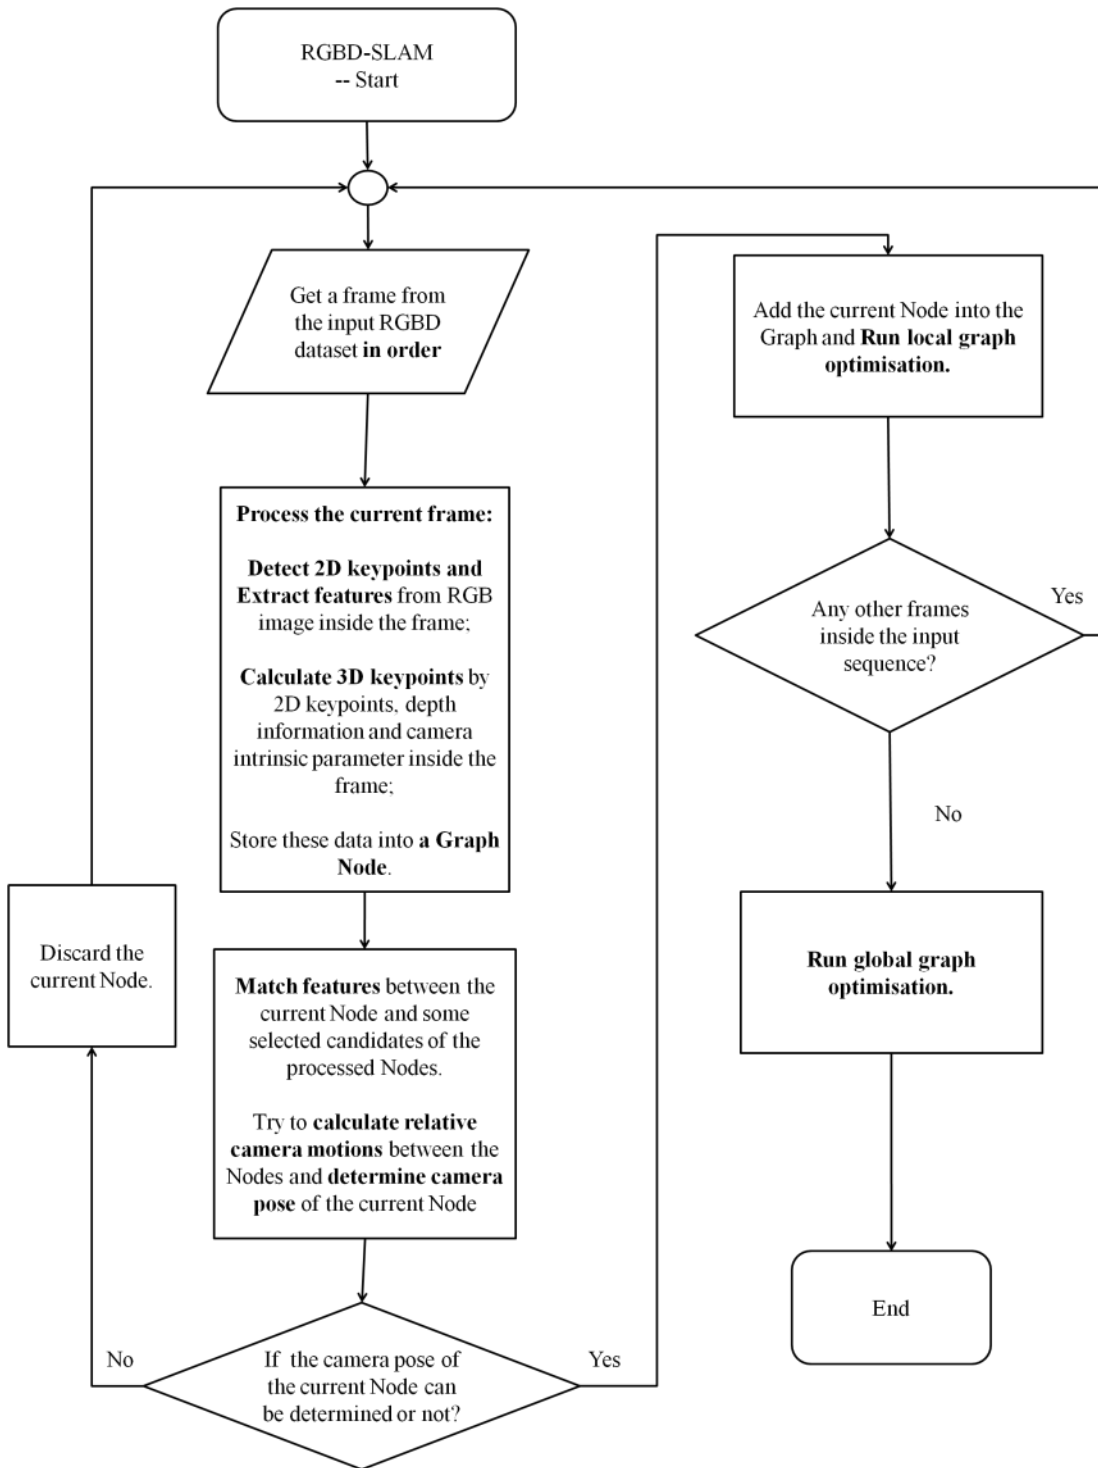 RGBD-SLAM
-- Start
Get a frame from
the input RGBD
dataset in order
Process the current frame:
Detect 2D keypoints and
Extract features from RGB
image inside the frame;
Calculate 3D keypoints by
2D keypoints, depth
information and camera
intrinsic parameter inside the
frame;
Store these data into a Graph
Node.
Discard the
current Node.
Match features between the
current Node and some
selected candidates of the
processed Nodes.
Try to calculate relative
camera motions between the
Nodes and determine camera
pose of the current Node
No
If the camera pose of
the current Node can
be determined or not?
Yes
Add the current Node into the
Graph and Run local graph
optimisation.
Any other frames
inside the input
sequence?
Yes
No
Run global graph
optimisation.
End